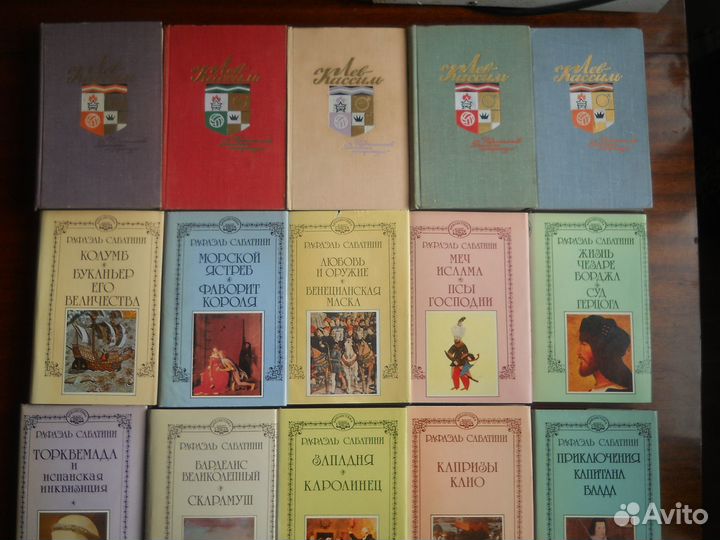 Лев
Кассиль
Лев
Кассиль
Лев
Кассиль
Лев
Кассиль
Лев
Кассиль
РАФАЭЛЬ САБАТИНИ
КОЛУМБ
БУКАНЬЕР
ЕГО
ВЕЛИЧЕСТВА
РАФАЭЛЬ САБАТИНИ
МОРСКОЙ
ЯСТРЕБ
ФАВОРИТ
КОРОЛЯ
РАФАЭЛЬ САБАТИНИ
ЛЮБОВЬ
И ОРУЖИЕ
ВЕНЕЦИАНСКАЯ
МАСКА
РАФАЭЛЬ САБАТИНИ
МЕЧ
ИСЛАМА
ПСЫ
ГОСПОДНИ
РАФАЭЛЬ САБАТИНИ
ЖИЗНЬ
ЧЕЗАРЕ
БОРДЖА
СУД
ГЕРЦОГА
РАФАЭЛЬ САБАТИНИ
ТОРКВЕМАДА
И
ИСПАНСКАЯ
ИНКВИЗИЦИЯ
РАФАЭЛЬ САБАТИНИ
БАРДЕЛИС
ВЕЛИКОЛЕПНЫЙ
СКАРАМУШ
РАФАЭЛЬ САБАТИНИ
ЗАПАДНЯ
КАРОЛИНЕЦ
РАФАЭЛЬ САБАТИНИ
КАПРИЗЫ
КЛИО
РАФАЭЛЬ САБАТИНИ
ПРИКЛЮЧЕНИЯ
КАПИТАНА
БЛАДА
Avito